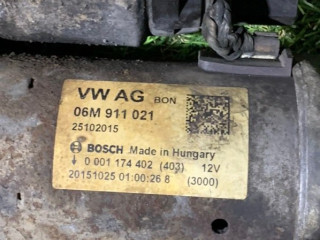 VW AG BON
06M 911 021
25102015
BOSCH Made in Hungary
0 001 174 402 (403) 12V
20151025 01:00:26 8 (3000)